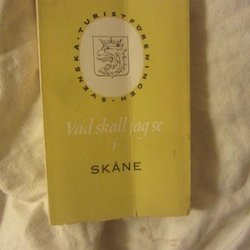 SVENSKA · TURISTFÖRENINGEN ·
Vad skall jag se
i
SKÅNE